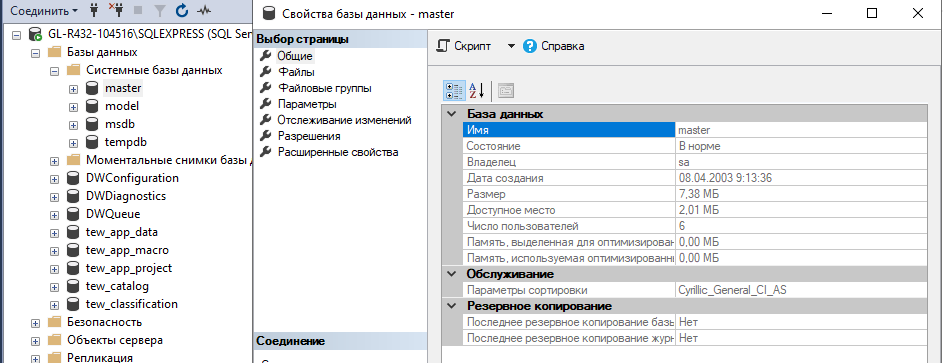 Соединить
GL-R432-104516\SQLEXPRESS (SQL Ser
Базы данных
Системные базы данных
master
model
msdb
tempdb
Моментальные снимки базы д
DWConfiguration
DWDiagnostics
DWQueue
tew_app_data
tew_app_macro
tew_app_project
tew_catalog
tew_classification
Безопасность
Объекты сервера
Репликация
Свойства базы данных - master
Выбор страницы
Общие
Файлы
Файловые группы
Параметры
Отслеживание изменений
Разрешения
Расширенные свойства
Соединение
Скрипт
Справка
База данных
Имя master
Состояние В норме
Владелец sa
Дата создания 08.04.2003 9:13:36
Размер 7,38 МБ
Доступное место 2,01 МБ
Число пользователей 6
Память, выделенная для оптимизирован 0,00 МБ
Память, используемая оптимизированны 0,00 МБ
Обслуживание
Параметры сортировки Cyrillic_General_CI_AS
Резервное копирование
Последнее резервное копирование базы Нет
Последнее резервное копирование журн Нет